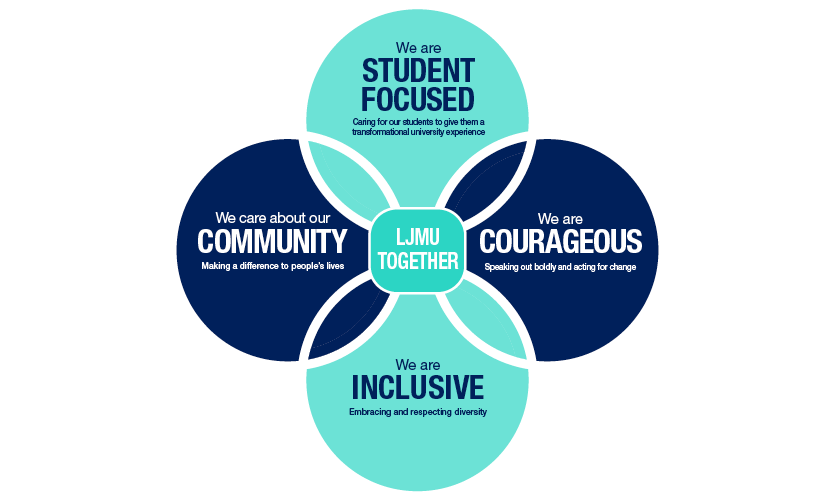 We are
STUDENT
FOCUSED
Caring for our students to give them a
transformational university experience
We care about our
COMMUNITY
Making a difference to people's lives
LJMU
TOGETHER
We are
COURAGEOUS
Speaking out boldly and acting for change
We are
INCLUSIVE
Embracing and respecting diversity